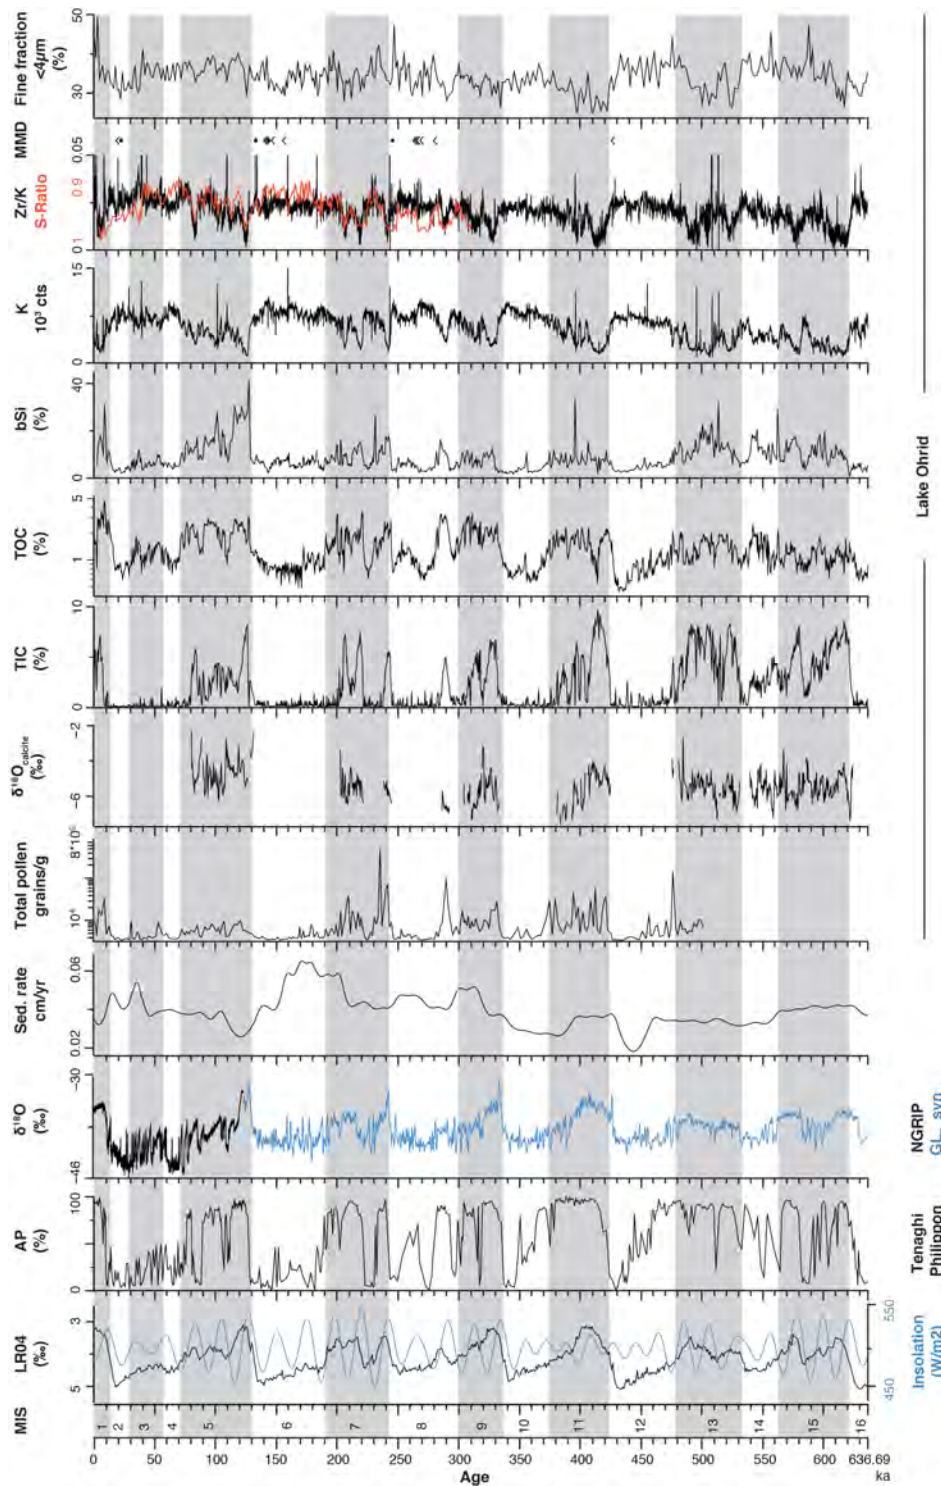 Fine fraction
<4µm
(%)
50
30
MMD
Zr/K
S-Ratio
0.05
0.9
0
1
K
10³ cts
15
0
bSi
(%)
40
0
TOC
(%)
5
1
TIC
(%)
10
0
δ¹⁸Ocalcite
(‰)
-2
-6
Total pollen
grains/g
10⁶
Sed. rate
cm/yr
0.06
0.02
δ¹⁸O
(‰)
-30
-46
AP
(%)
100
0
LR04
(‰)
3
5
550
450
MIS
1
2
3
4
5
6
7
8
9
10
11
12
13
14
15
16
0
50
100
150
200
250
300
350
400
450
500
550
600
636.69
ka
Age
Lake Ohrid
NGRIP
GL_syn
Tenaghi
Philippon
Insolation
(W/m2)